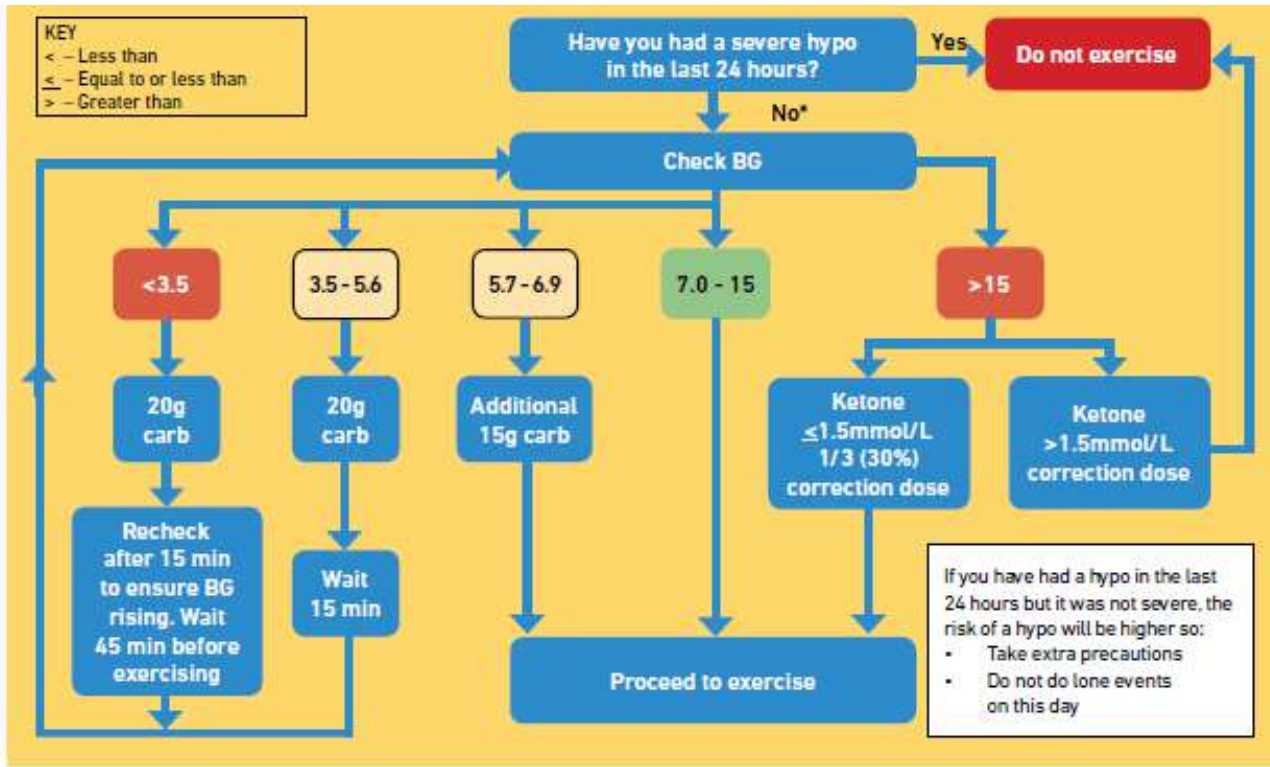 KEY
< – Less than
≤ – Equal to or less than
> – Greater than
Have you had a severe hypo
in the last 24 hours?
Yes
Do not exercise
No*
Check BG
<3.5
3.5 - 5.6
5.7 - 6.9
7.0 - 15
>15
20g
carb
20g
carb
Additional
15g carb
Ketone
≤1.5mmol/L
1/3 (30%)
correction dose
Ketone
>1.5mmol/L
correction dose
Recheck
after 15 min
to ensure BG
rising. Wait
45 min before
exercising
Wait
15 min
Proceed to exercise
If you have had a hypo in the last
24 hours but it was not severe, the
risk of a hypo will be higher so:
• Take extra precautions
• Do not do lone events
on this day